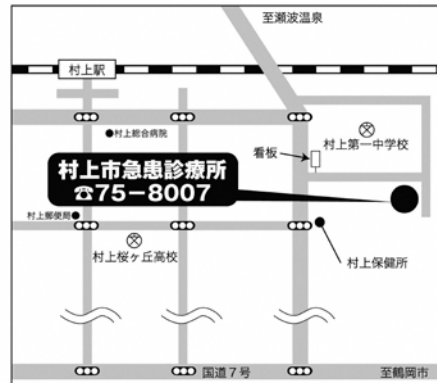 至瀬波温泉
村上駅
村上総合病院
村上第一中学校
看板
村上市急患診療所
☎75-8007
村上郵便局
村上桜ヶ丘高校
村上保健所
国道7号
至鶴岡市